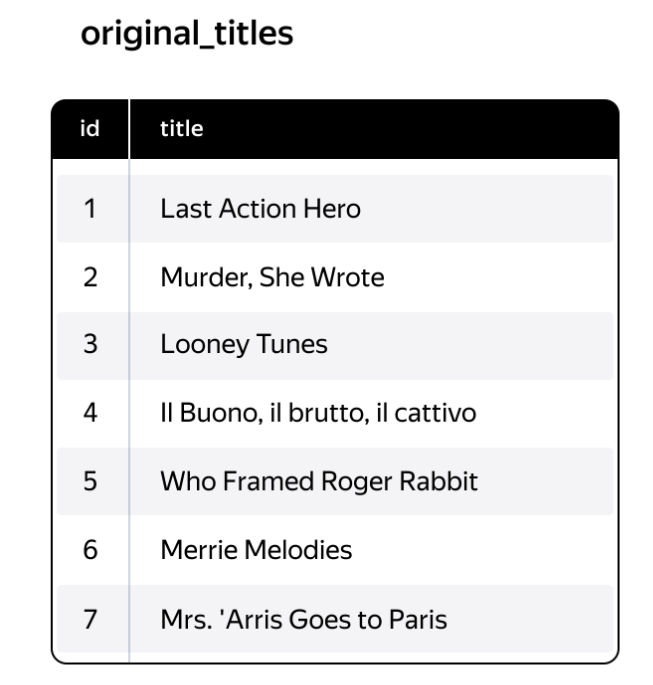 original_titles
id title
1 Last Action Hero
2 Murder, She Wrote
3 Looney Tunes
4 Il Buono, il brutto, il cattivo
5 Who Framed Roger Rabbit
6 Merrie Melodies
7 Mrs. 'Arris Goes to Paris